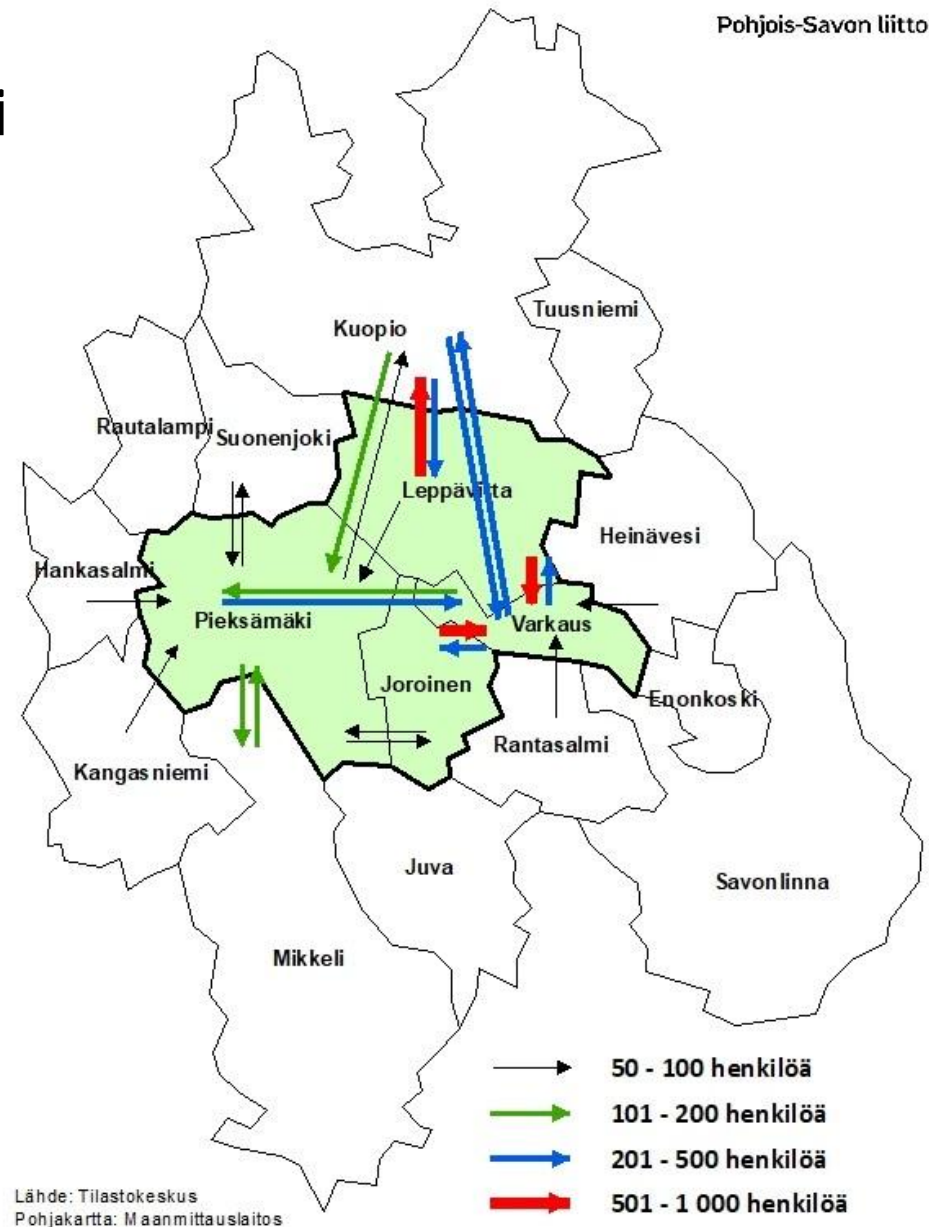 Pohjois-Savon liitto
i
Tuusniemi
Kuopio
Rautalampi
Suonenjoki
Leppävirta
Heinävesi
Hankasalmi
Pieksämäki
Varkaus
Joroinen
Enonkoski
Rantasalmi
Kangasniemi
Juva
Savonlinna
Mikkeli
50 - 100 henkilöä
101 - 200 henkilöä
201 - 500 henkilöä
501 - 1 000 henkilöä
Lähde: Tilastokeskus
Pohjakartta: Maanmittauslaitos